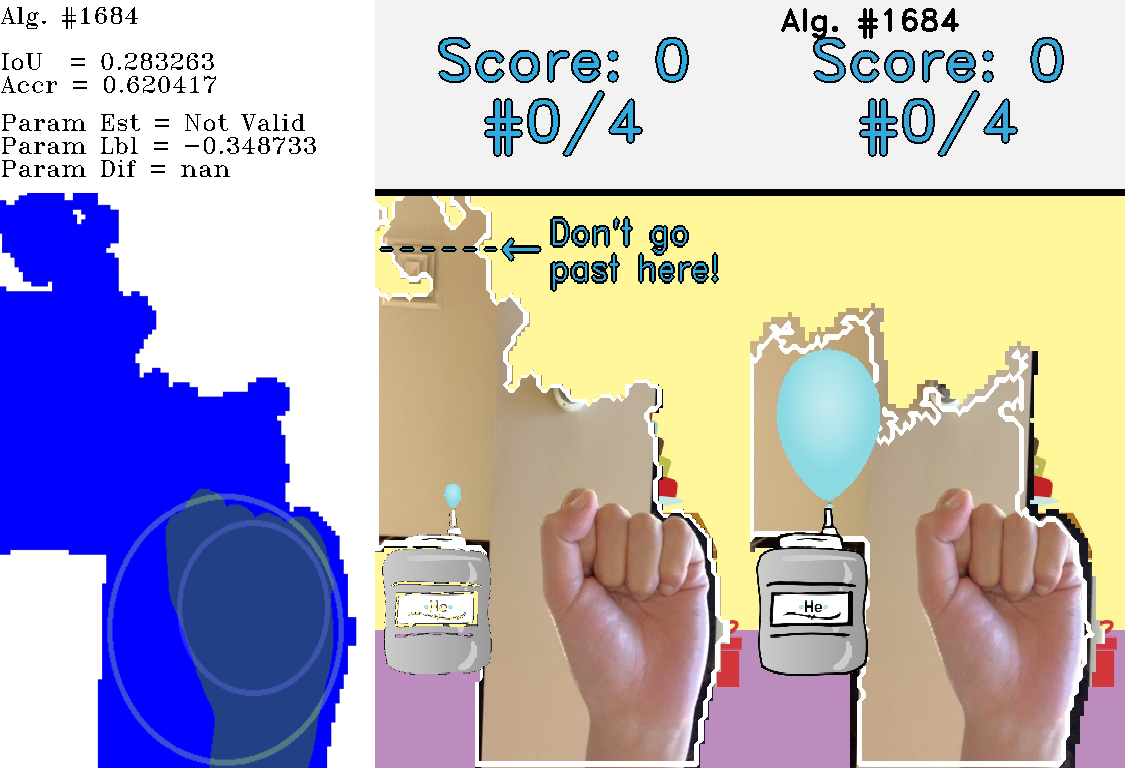 Alg. #1684
IoU = 0.283263
Accr = 0.620417
Param Est = Not Valid
Param Lbl = -0.348733
Param Dif = nan
Score: 0
#0/4
Don't go
past here!
He
Alg. #1684
Score: 0
#0/4
He
?
?